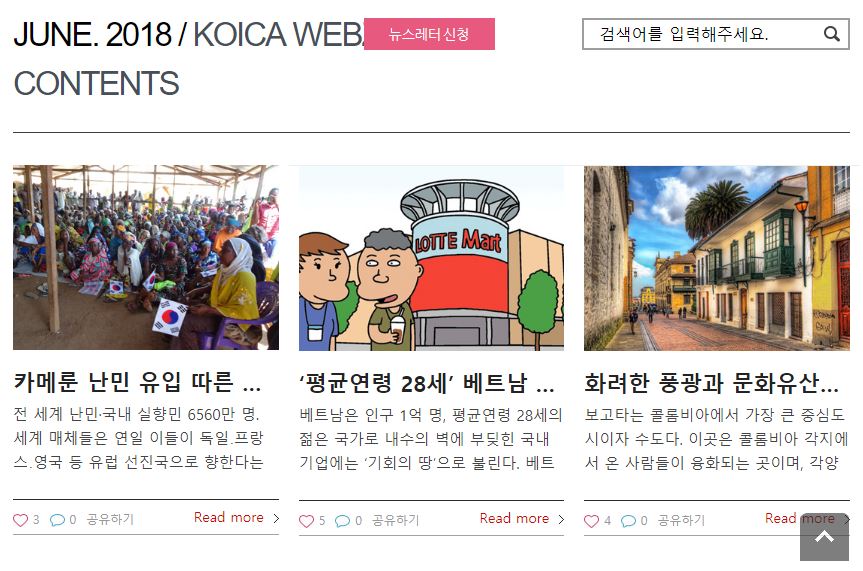 JUNE. 2018 / KOICA WEB
뉴스레터 신청
검색어를 입력해주세요.
CONTENTS
LOTTE Mart
카메룬 난민 유입 따른 ...
전 세계 난민·국내 실향민 6560만 명.
세계 매체들은 연일 이들이 독일.프랑
스.영국 등 유럽 선진국으로 향한다는
3 0 공유하기 Read more
‘평균연령 28세’ 베트남 ...
베트남은 인구 1억 명, 평균연령 28세의
젊은 국가로 내수의 벽에 부딪힌 국내
기업에는 ‘기회의 땅’으로 불린다. 베트
5 0 공유하기 Read more
화려한 풍광과 문화유산...
보고타는 콜롬비아에서 가장 큰 중심도
시이자 수도다. 이곳은 콜롬비아 각지에
서 온 사람들이 융화되는 곳이며, 각양
4 0 공유하기 Read more